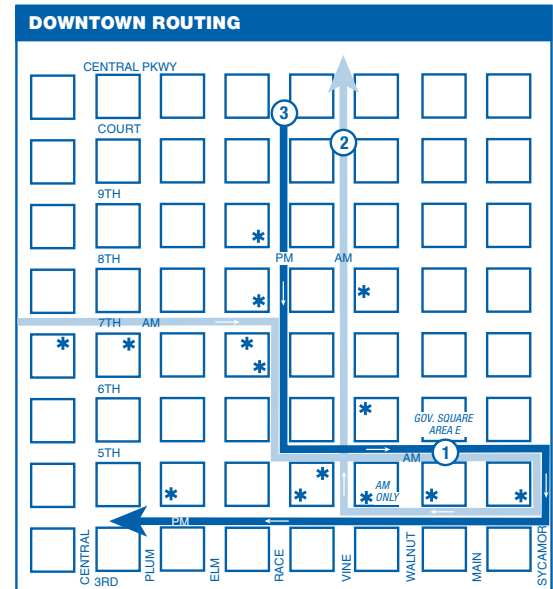 DOWNTOWN ROUTING
CENTRAL PKWY
3
COURT
2
9TH
8TH
PM
AM
7TH AM
6TH
GOV. SQUARE
AREA E
5TH
AM
1
AM
ONLY
PM
CENTRAL
3RD
PLUM
ELM
RACE
VINE
WALNUT
MAIN
SYCAMOR